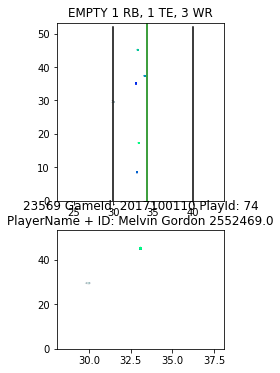 EMPTY 1 RB, 1 TE, 3 WR
50
40
30
20
10
0
25 30 35 40
23569 GameId: 2017100110 PlayId: 74
PlayerName + ID: Melvin Gordon 2552469.0
40
20
0
30.0 32.5 35.0 37.5